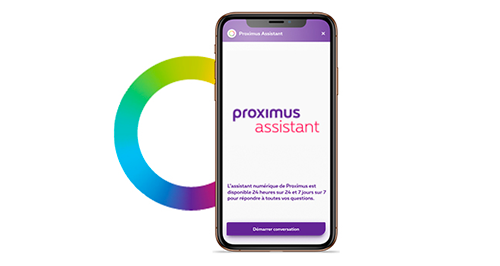 Proximus Assistant ×
proximus
assistant
L'assistant numérique de Proximus est
disponible 24 heures sur 24 et 7 jours sur 7
pour répondre à toutes vos questions.
Démarrer conversation